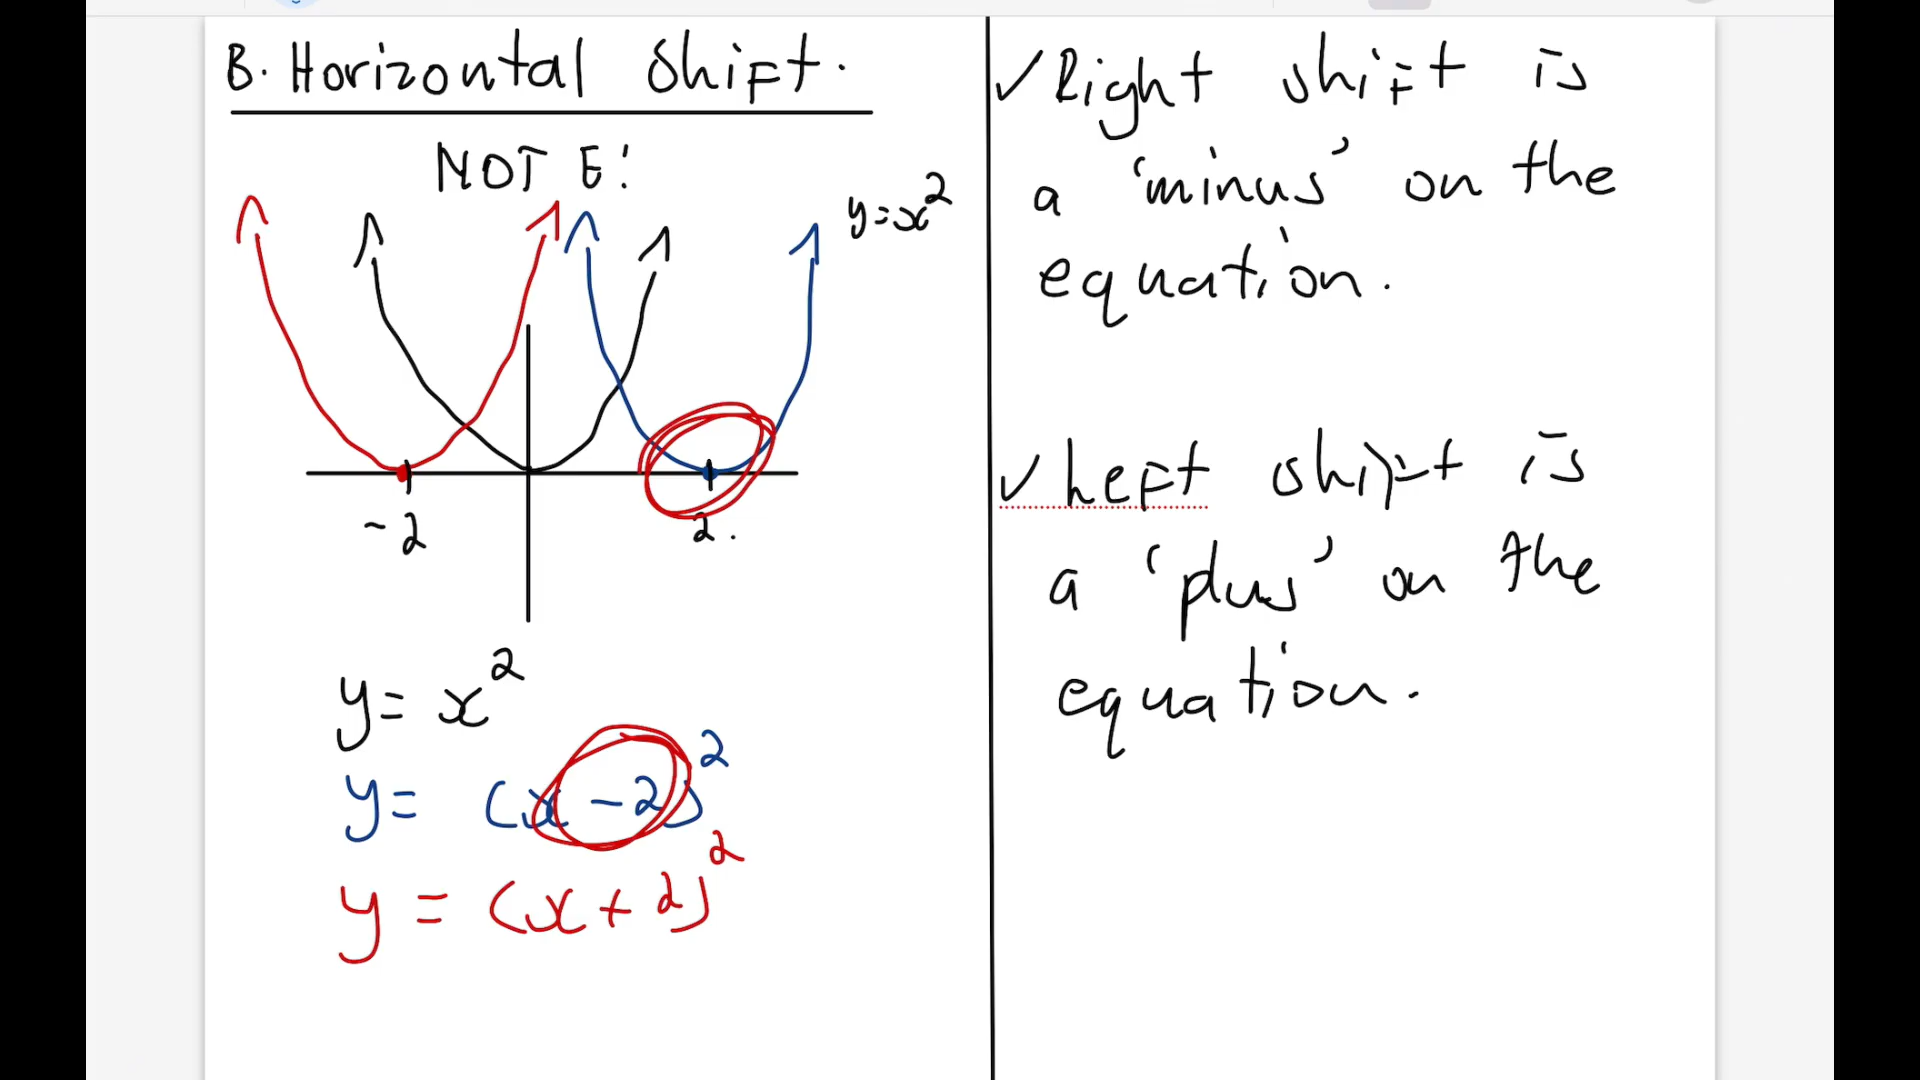 B. Horizontal Shift.
NOTE!
y=x²
-2
2.
y= x²
y= (x-2)²
y = (x+2)²
✓Right shift is
a 'minus' on the
equation.
✓Left shift is
a 'plus' on the
equation.